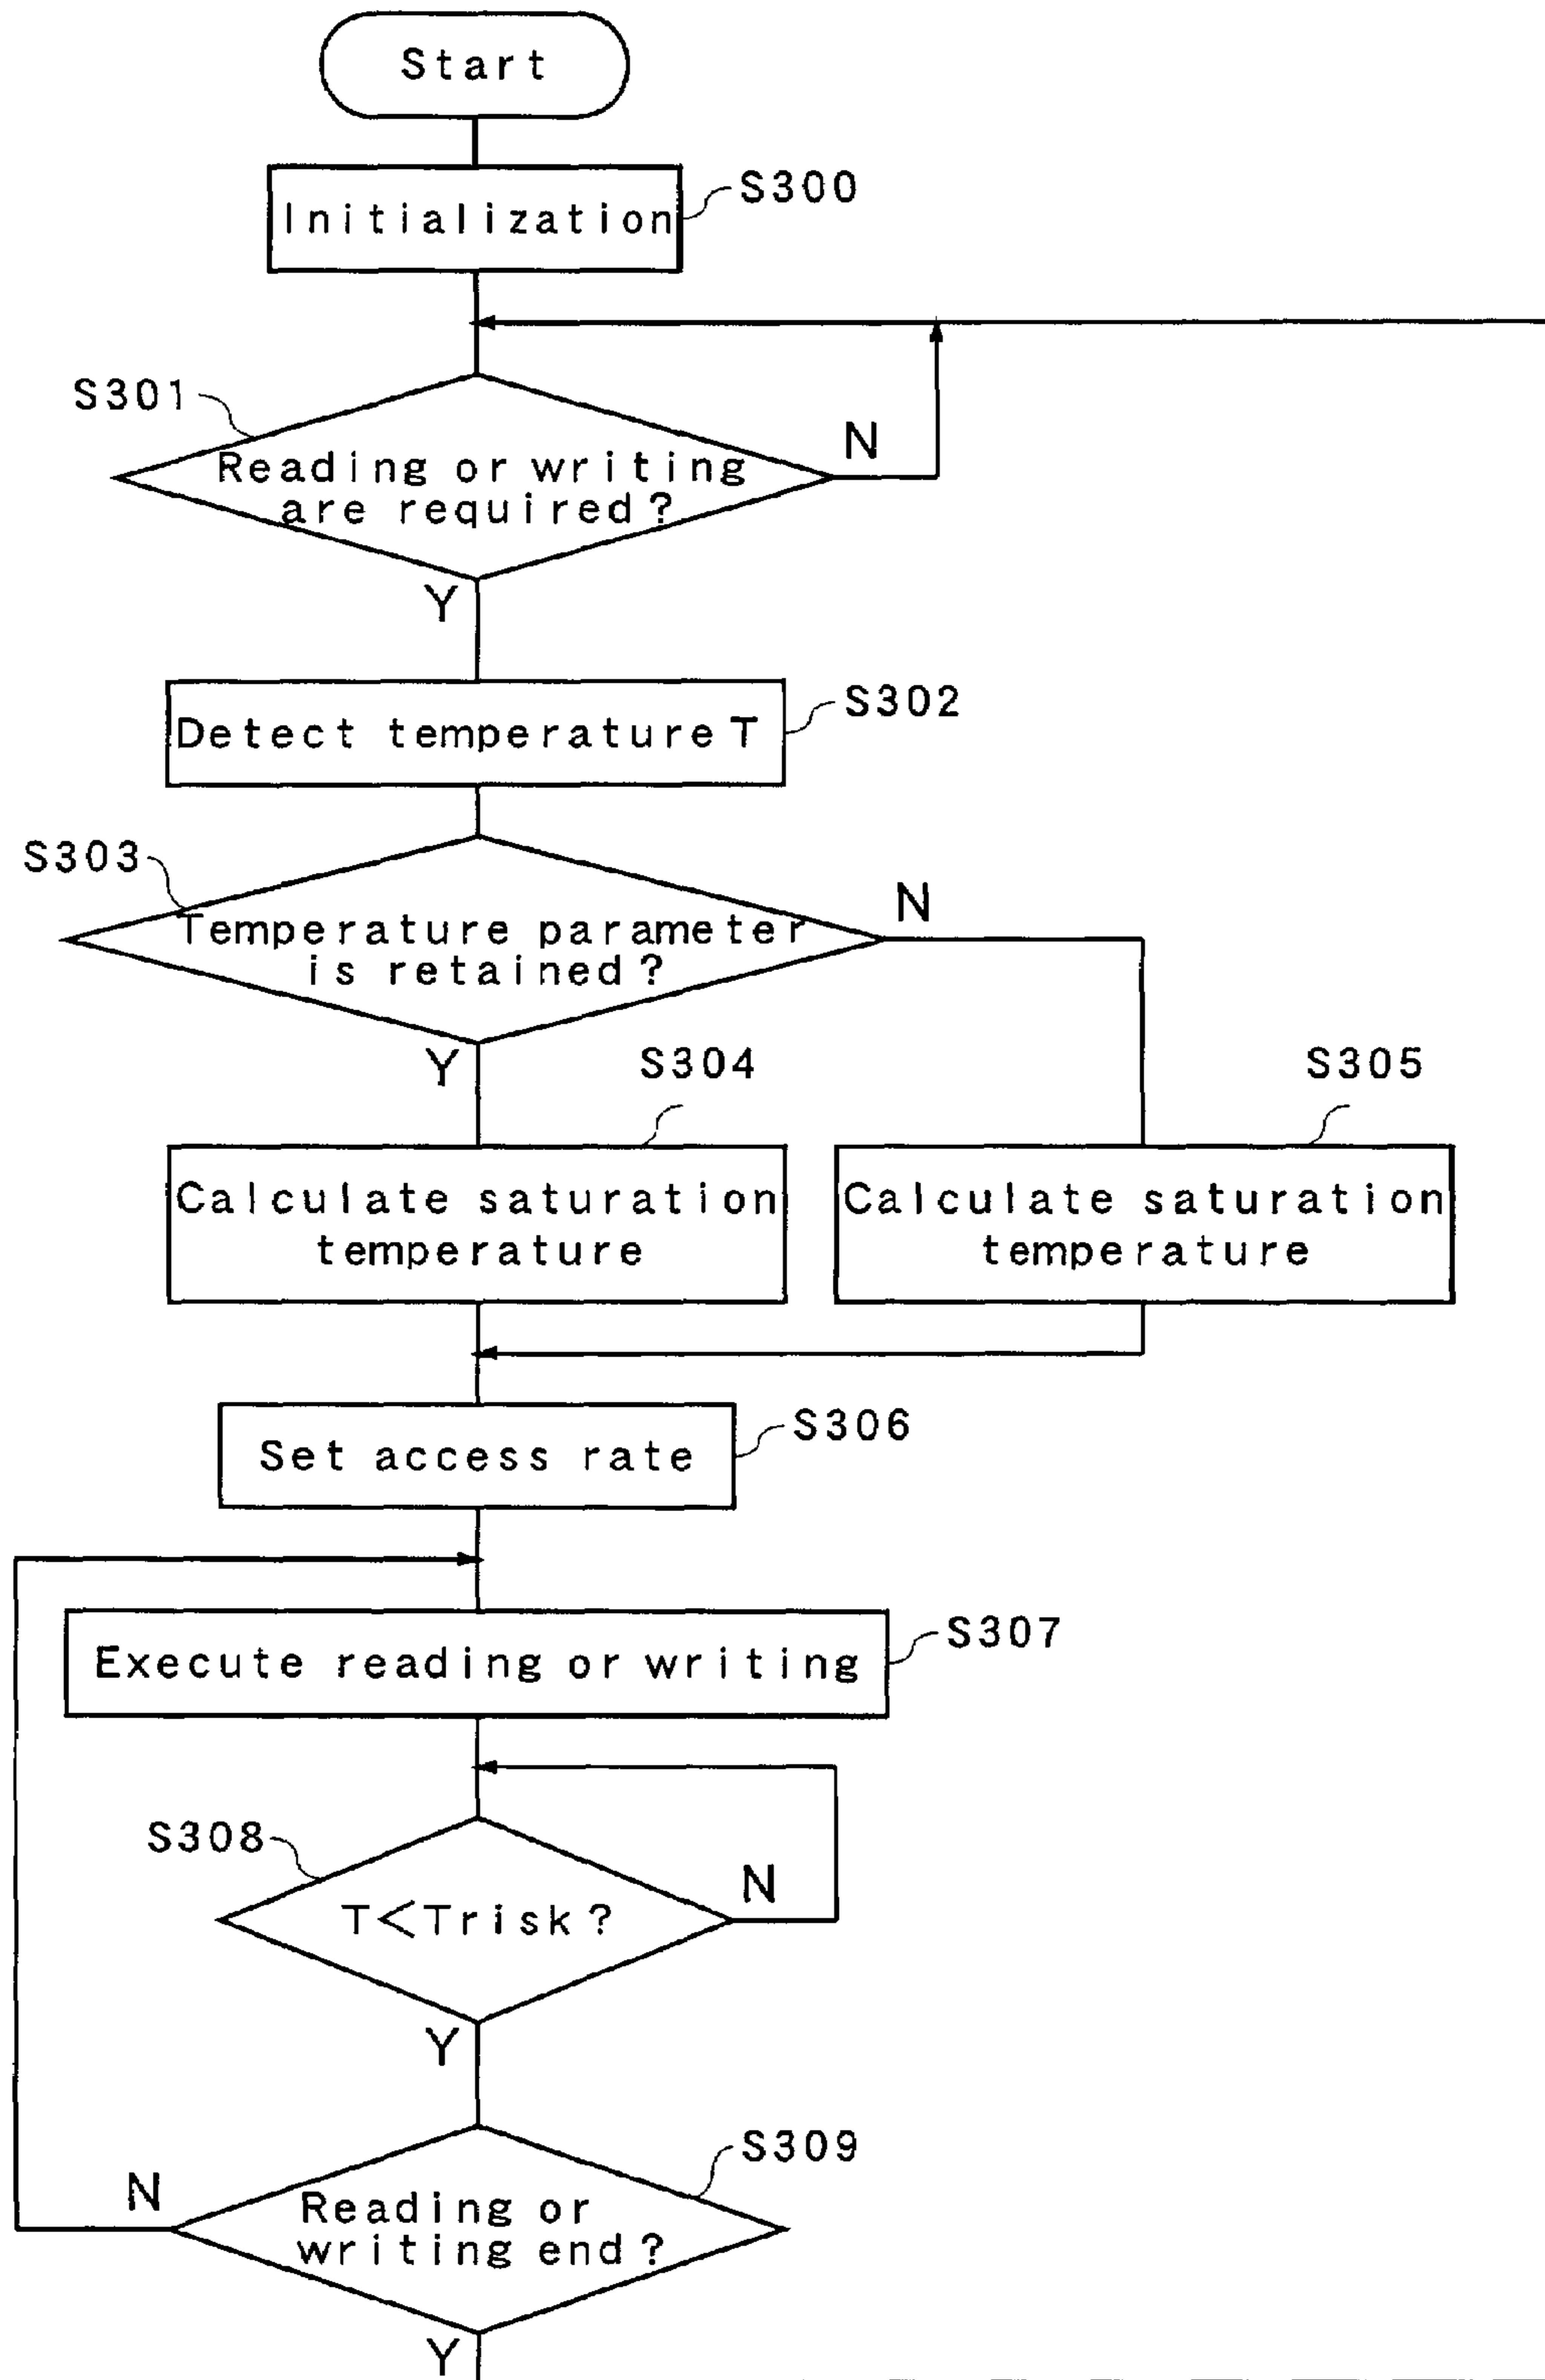 Start
Initialization
S300
S301
N
Reading or writing
are required?
Y
S302
Detect temperature T
S303
N
Temperature parameter
is retained?
Y
S304
S305
Calculate saturation
temperature
Calculate saturation
temperature
S306
Set access rate
S307
Execute reading or writing
S308
N
T<Trisk?
Y
S309
N
Reading or
writing end?
Y